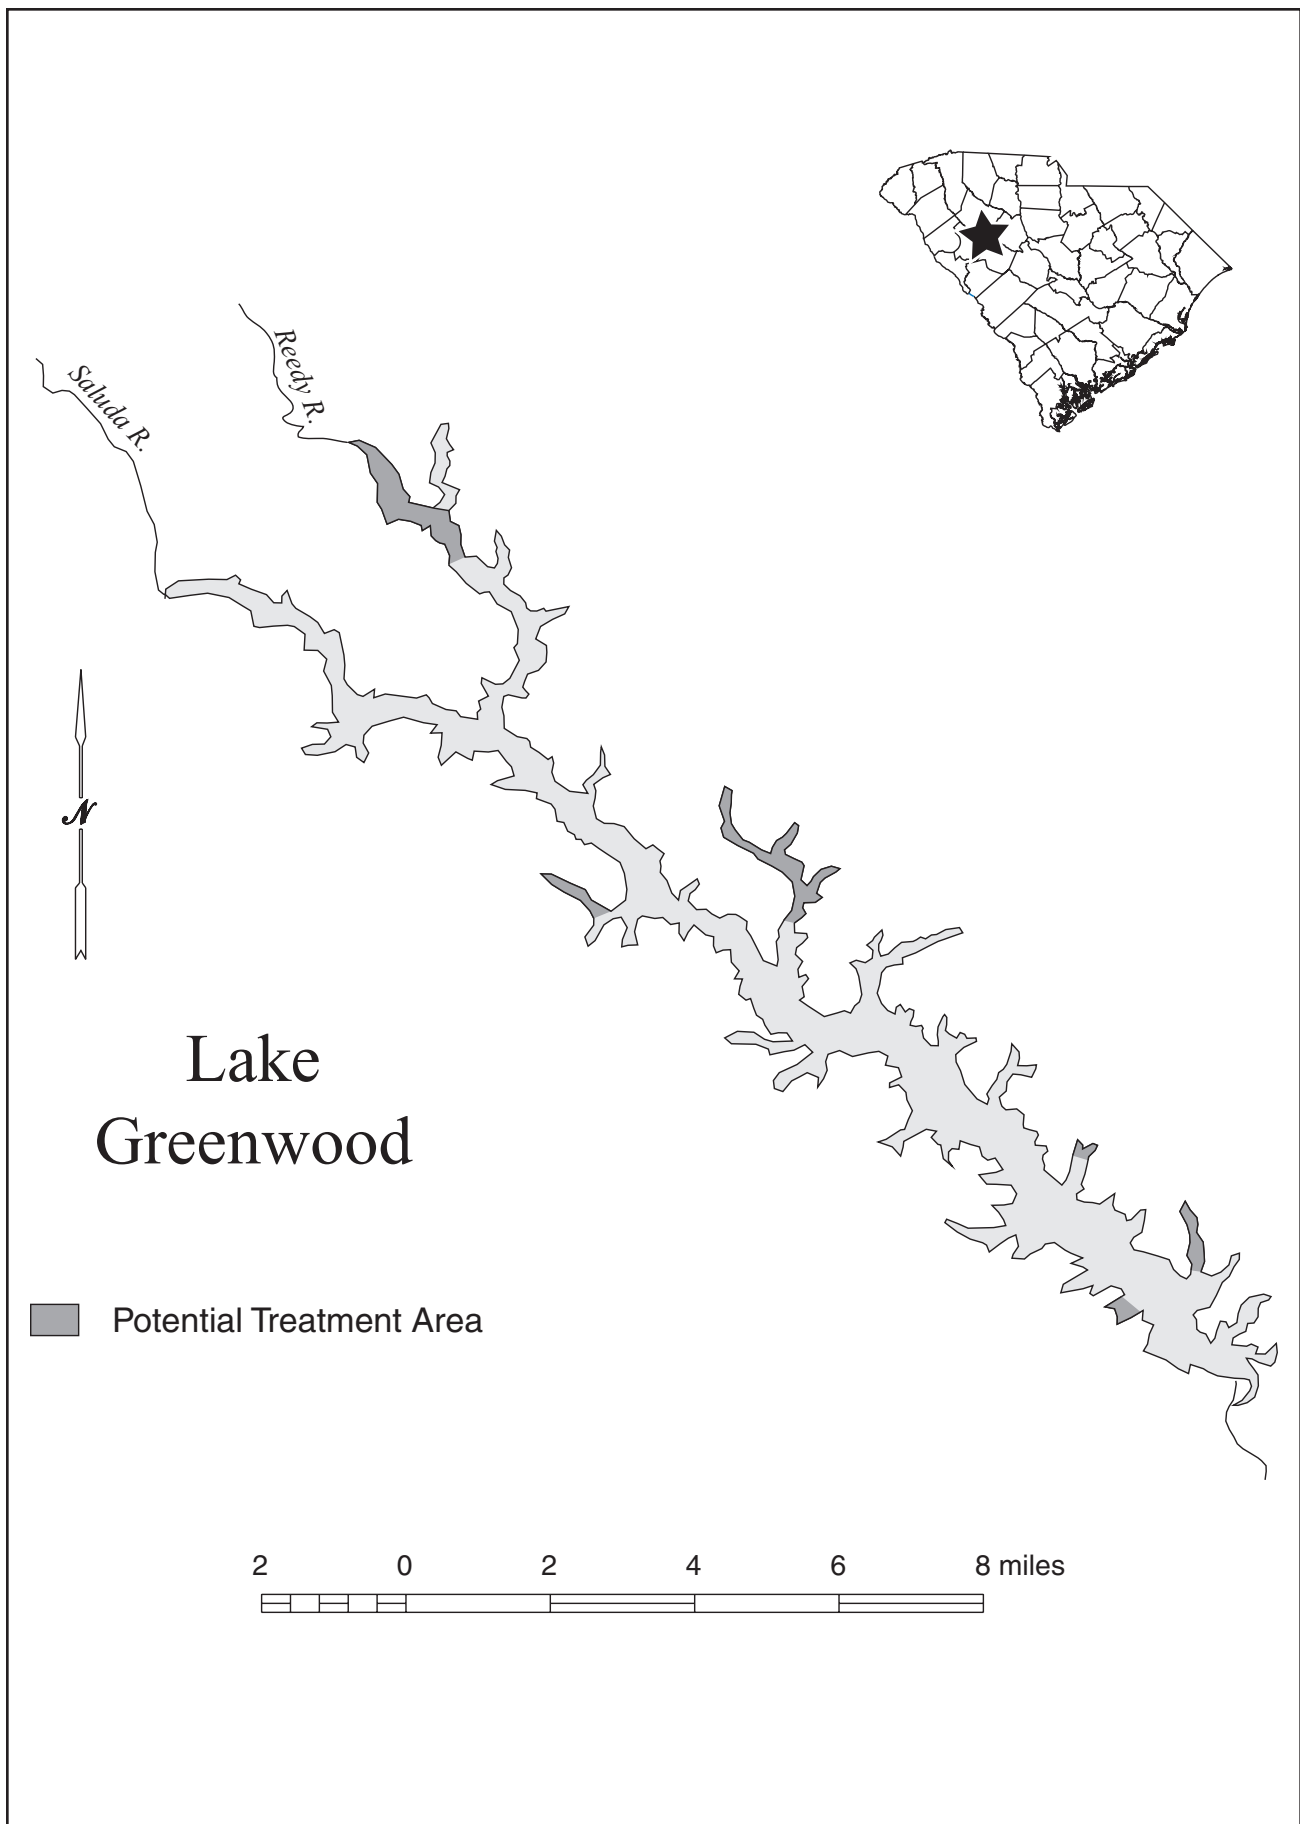 Reedy R.
Saluda R.
N
Lake
Greenwood
Potential Treatment Area
2 0 2 4 6 8 miles